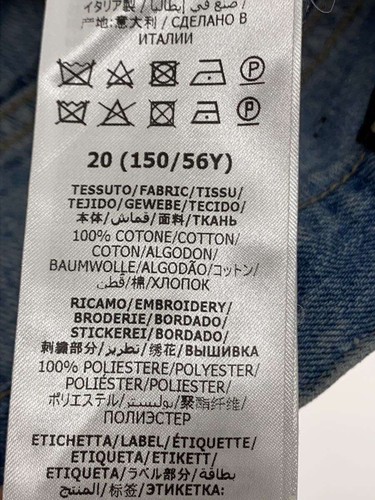 イタリア製 / صنع في إيطاليا /
产地:意大利 / СДЕЛАНО В
ИТАЛИИ
P
P
20 (150/56Y)
TESSUTO/FABRIC/TISSU/
TEJIDO/GEWEBE/TECIDO/
本体/قماش/面料/ТКАНЬ
100% COTONE/COTTON/
COTON/ALGODON/
BAUMWOLLE/ALGODÃO/コットン/
قطن/棉/ХЛОПОК
RICAMO/EMBROIDERY/
BRODERIE/BORDADO/
STICKEREI/BORDADO/
刺繍部分/تطريز/绣花/ВЫШИВКА
100% POLIESTERE/POLYESTER/
POLYESTER/POLIÉSTER/
ポリエステル/بوليستر/聚酯纤维/
ПОЛИЭСТЕР
ETICHETTA/LABEL/ÉTIQUETTE/
ETIQUETA/ETIKETT/
ETIQUETA/ラベル部分/بطاقة
المنتج/标签/ЭТИКЕТКА: